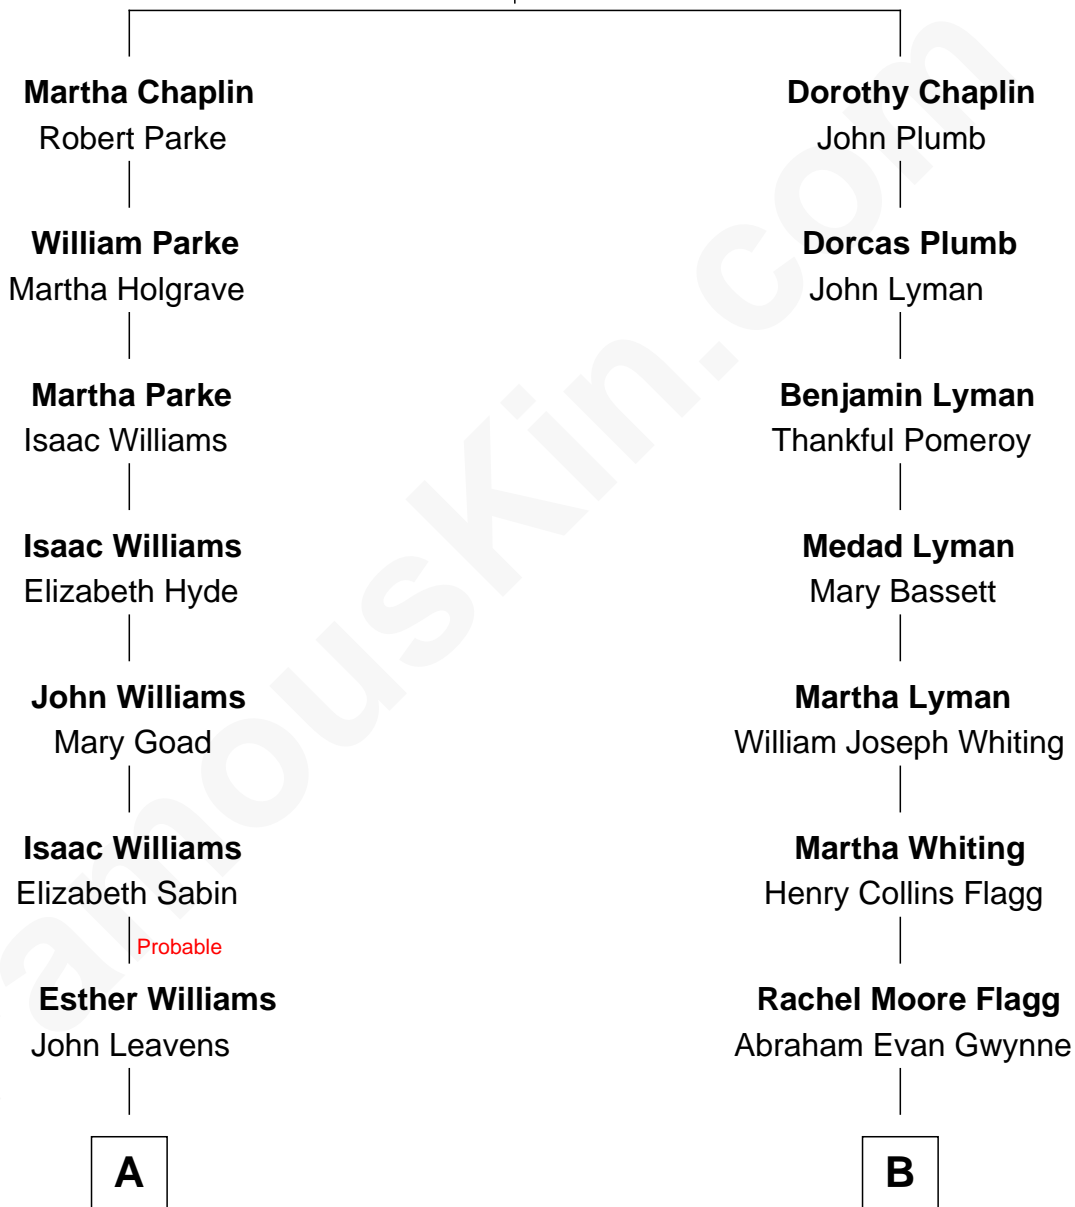 Martha Chaplin
Robert Parke
William Parke
Martha Holgrave
Martha Parke
Isaac Williams
Isaac Williams
Elizabeth Hyde
John Williams
Mary Goad
Isaac Williams
Elizabeth Sabin
Probable
Esther Williams
John Leavens
A
Dorothy Chaplin
John Plumb
Dorcas Plumb
John Lyman
Benjamin Lyman
Thankful Pomeroy
Medad Lyman
Mary Bassett
Martha Lyman
William Joseph Whiting
Martha Whiting
Henry Collins Flagg
Rachel Moore Flagg
Abraham Evan Gwynne
B
amouskin.com